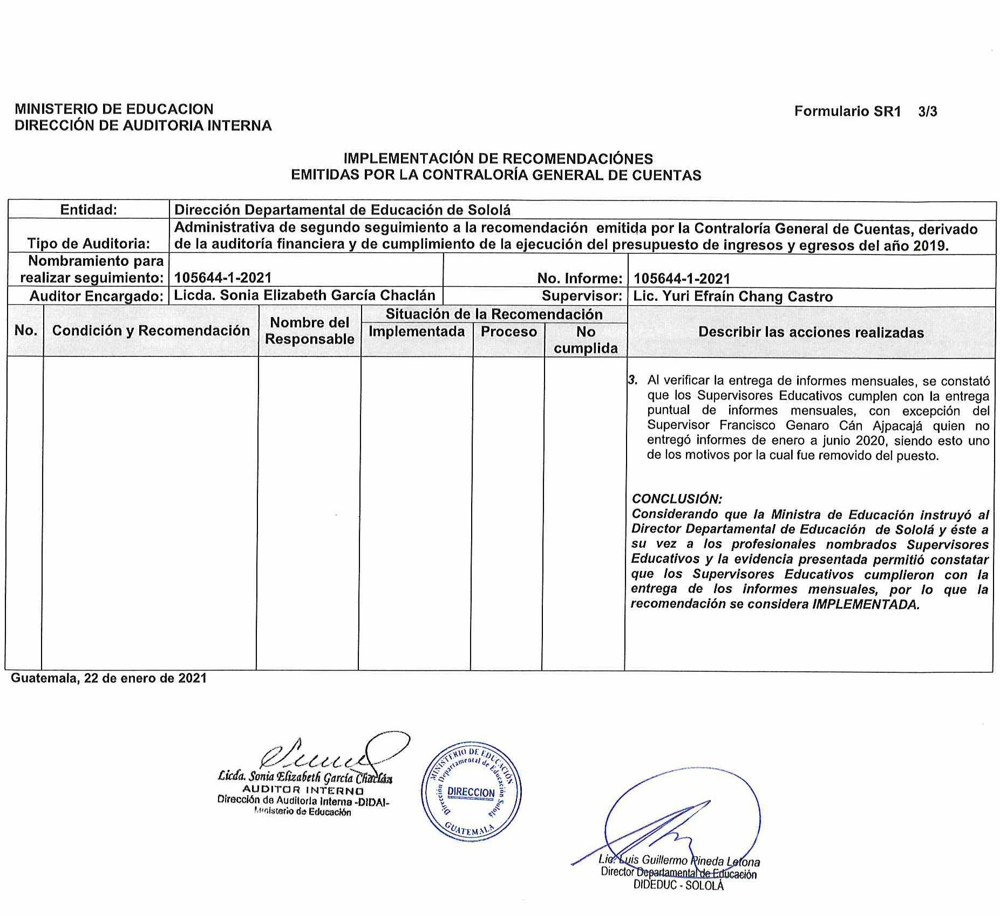 MINISTERIO DE EDUCACION
DIRECCIÓN DE AUDITORIA INTERNA
Formulario SR1 3/3
IMPLEMENTACIÓN DE RECOMENDACIÓNES
EMITIDAS POR LA CONTRALORÍA GENERAL DE CUENTAS
Entidad: Dirección Departamental de Educación de Sololá
Tipo de Auditoria: Administrativa de segundo seguimiento a la recomendación emitida por la Contraloría General de Cuentas, derivado
de la auditoría financiera y de cumplimiento de la ejecución del presupuesto de ingresos y egresos del año 2019.
Nombramiento para
realizar seguimiento: 105644-1-2021 No. Informe: 105644-1-2021
Auditor Encargado: Licda. Sonia Elizabeth García Chaclán Supervisor: Lic. Yuri Efraín Chang Castro
No. Condición y Recomendación
Nombre del
Responsable
Situación de la Recomendación
Implementada Proceso No
cumplida
Describir las acciones realizadas
3. Al verificar la entrega de informes mensuales, se constató
que los Supervisores Educativos cumplen con la entrega
puntual de informes mensuales, con excepción del
Supervisor Francisco Genaro Cán Ajpacajá quien no
entregó informes de enero a junio 2020, siendo esto uno
de los motivos por la cual fue removido del puesto.
CONCLUSIÓN:
Considerando que la Ministra de Educación instruyó al
Director Departamental de Educación de Sololá y éste a
su vez a los profesionales nombrados Supervisores
Educativos y la evidencia presentada permitió constatar
que los Supervisores Educativos cumplieron con la
entrega de los informes mensuales, por lo que la
recomendación se considera IMPLEMENTADA.
Guatemala, 22 de enero de 2021
Licda. Sonia Elizabeth García Chaclán
AUDITOR INTERNO
Dirección de Auditoria Interna -DIDAI-
Ministerio de Educación
MINISTERIO DE EDUCACIÓN
Dirección Departamental de Educación Sololá
DIRECCION
GUATEMALA
Lic. Luis Guillermo Pineda Letona
Director Departamental de Educación
DIDEDUC - SOLOLÁ